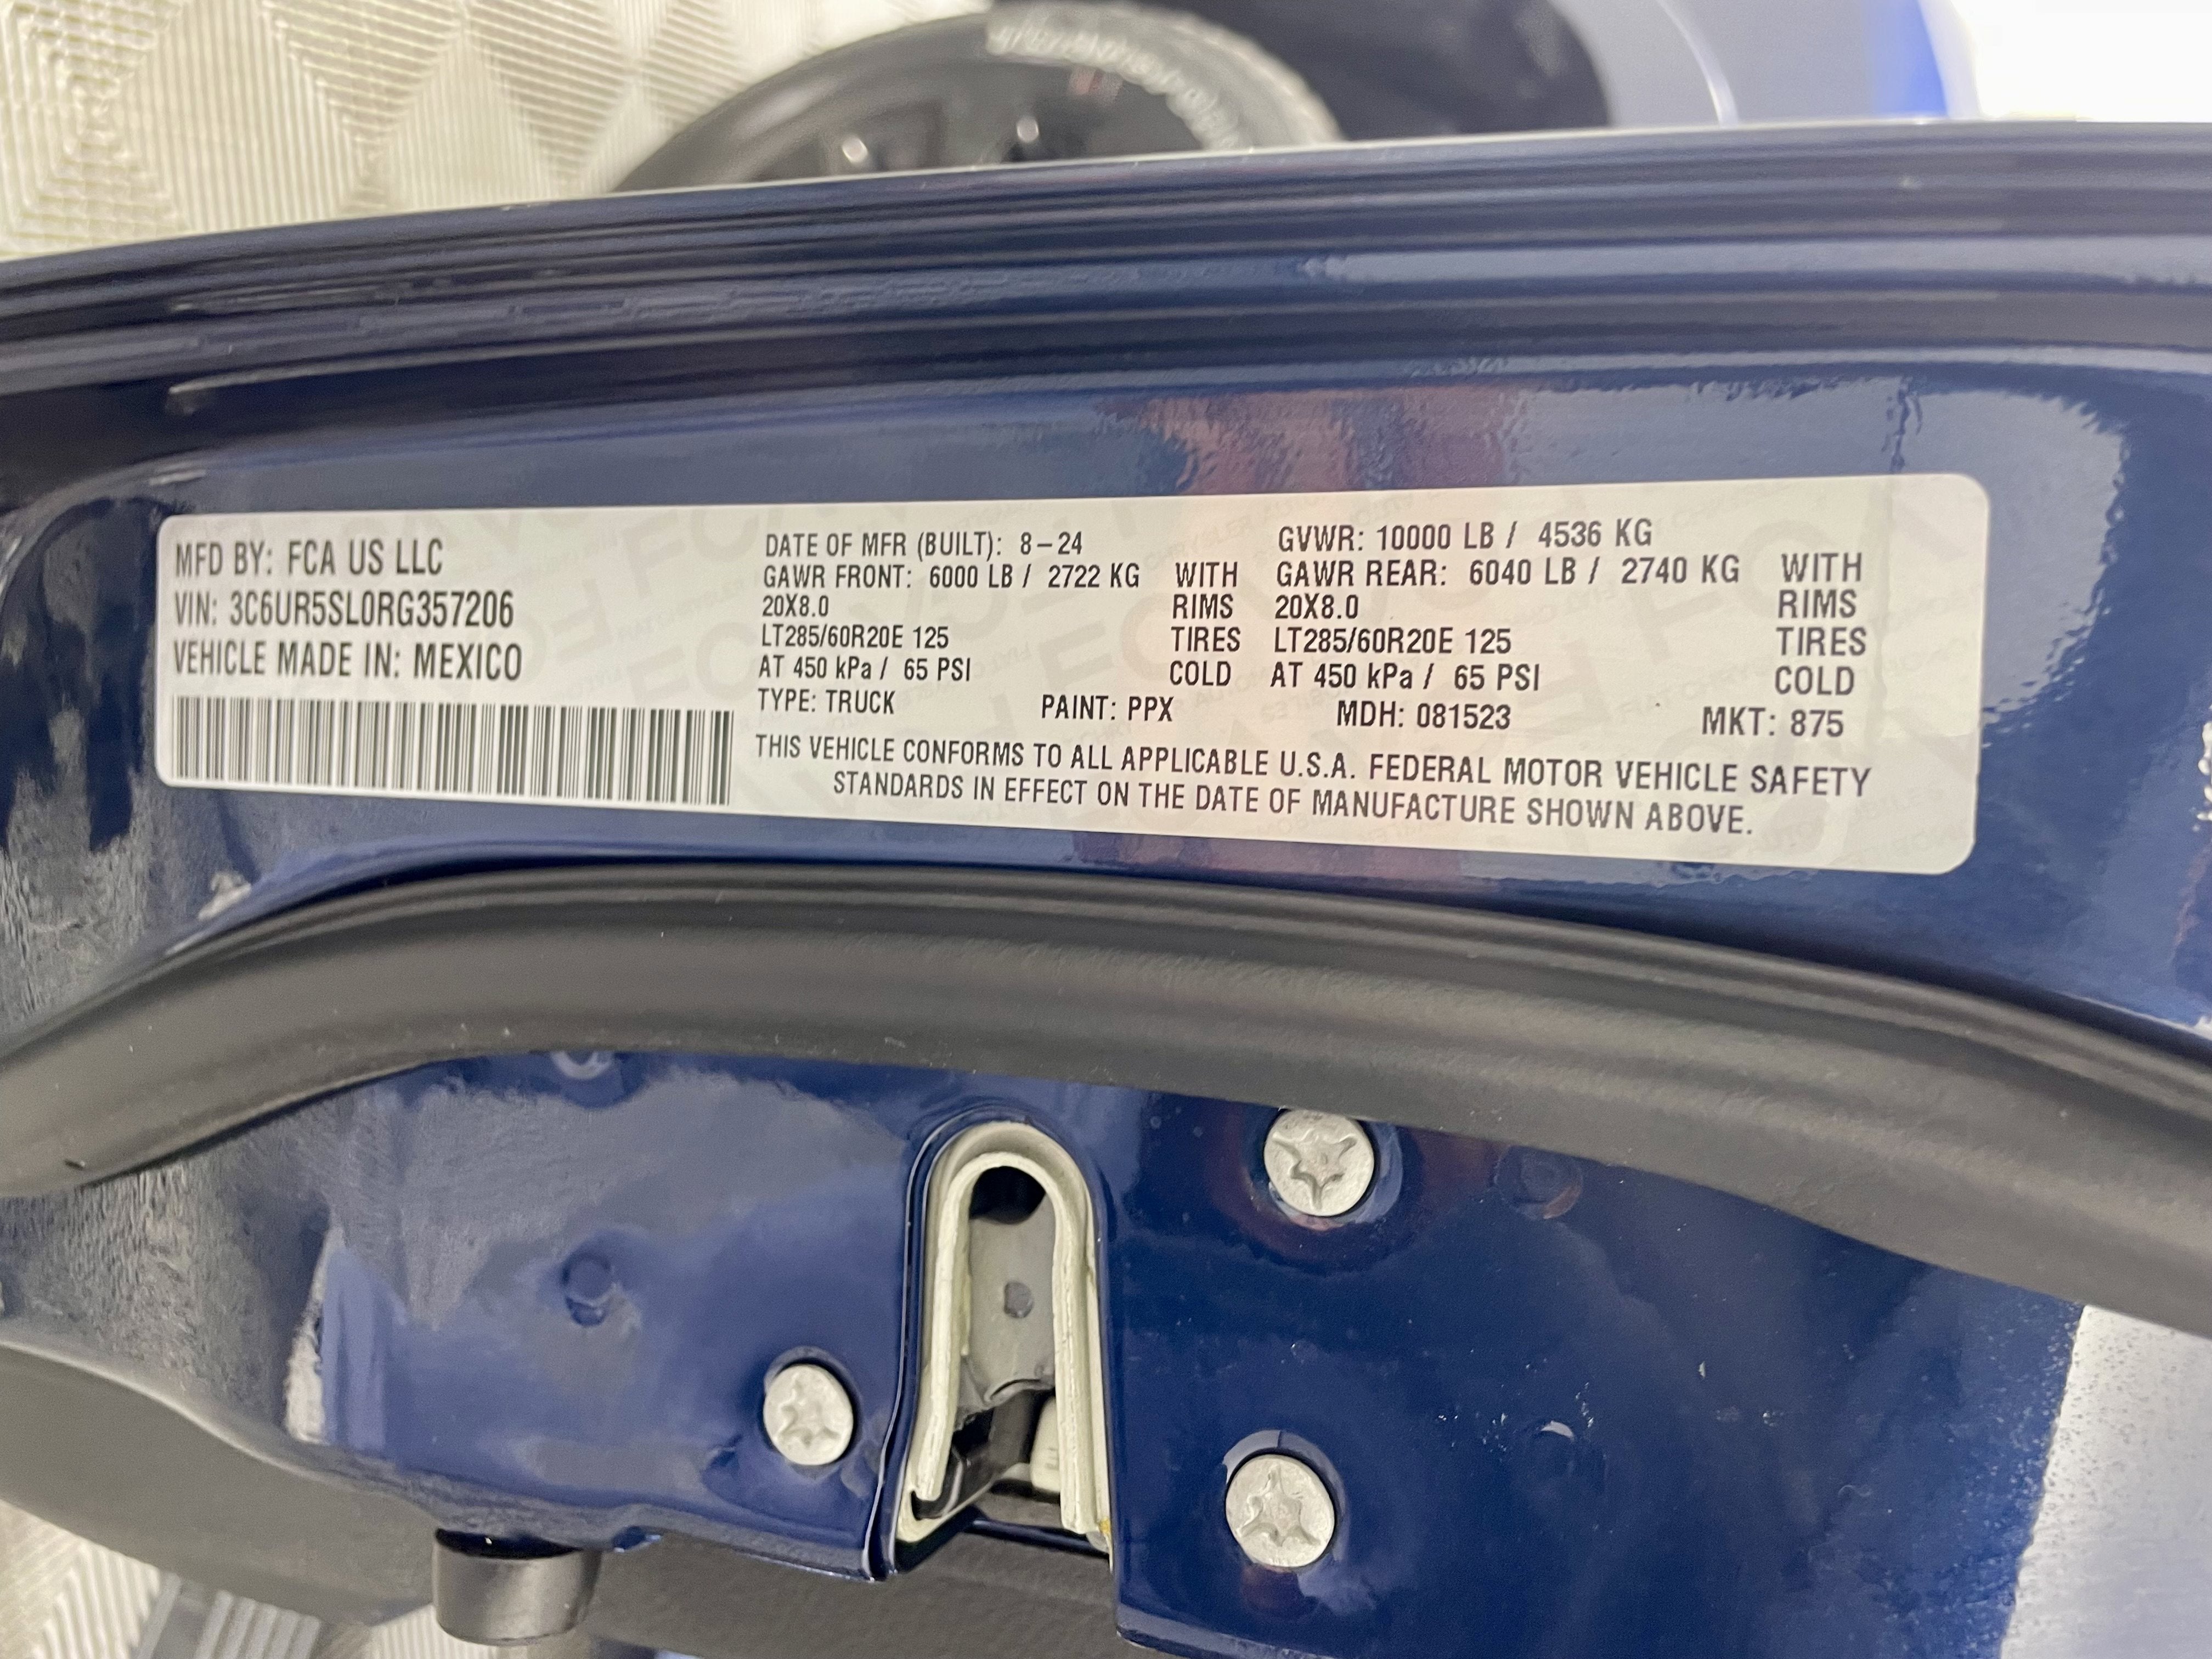 MFD BY: FCA US LLC
VIN: 3C6UR5SL0RG357206
VEHICLE MADE IN: MEXICO
DATE OF MFR (BUILT): 8-24
GAWR FRONT: 6000 LB / 2722 KG WITH
20X8.0 RIMS
LT285/60R20E 125 TIRES
AT 450 kPa / 65 PSI COLD
GVWR: 10000 LB / 4536 KG
GAWR REAR: 6040 LB / 2740 KG WITH
20X8.0 RIMS
LT285/60R20E 125 TIRES
AT 450 kPa / 65 PSI COLD
TYPE: TRUCK PAINT: PPX MDH: 081523 MKT: 875
THIS VEHICLE CONFORMS TO ALL APPLICABLE U.S.A. FEDERAL MOTOR VEHICLE SAFETY
STANDARDS IN EFFECT ON THE DATE OF MANUFACTURE SHOWN ABOVE.